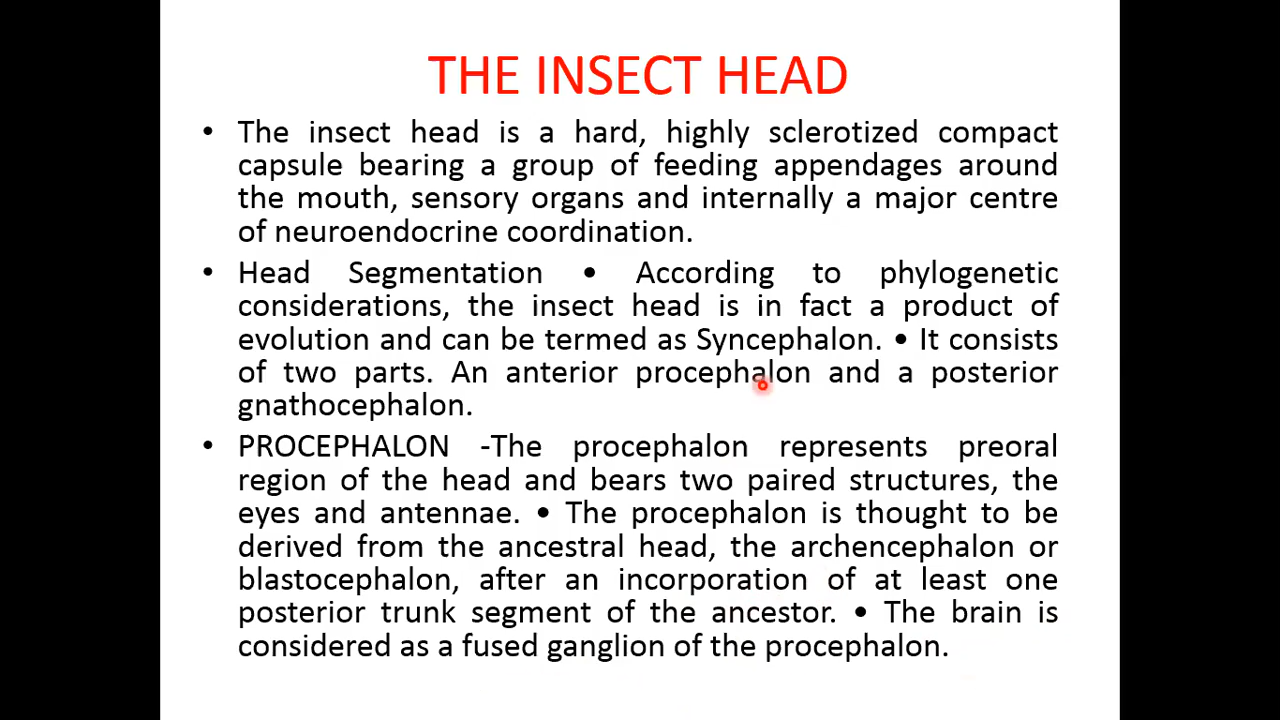 THE INSECT HEAD
• The insect head is a hard, highly sclerotized compact
capsule bearing a group of feeding appendages around
the mouth, sensory organs and internally a major centre
of neuroendocrine coordination.
• Head Segmentation • According to phylogenetic
considerations, the insect head is in fact a product of
evolution and can be termed as Syncephalon. • It consists
of two parts. An anterior procephalon and a posterior
gnathocephalon.
• PROCEPHALON -The procephalon represents preoral
region of the head and bears two paired structures, the
eyes and antennae. • The procephalon is thought to be
derived from the ancestral head, the archencephalon or
blastocephalon, after an incorporation of at least one
posterior trunk segment of the ancestor. • The brain is
considered as a fused ganglion of the procephalon.